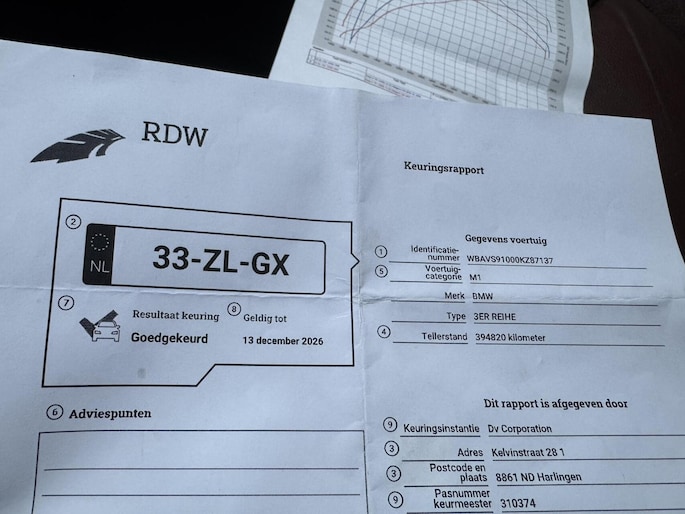 RDW
Keuringsrapport
2
NL
33-ZL-GX
7
Resultaat keuring
Goedgekeurd
8
Geldig tot
13 december 2026
6 Adviespunten
Gegevens voertuig
1 Identificatie-
nummer WBAVS91000KZ87137
5 Voertuig-
categorie M1
Merk BMW
Type 3ER REIHE
4 Tellerstand 394820 kilometer
Dit rapport is afgegeven door
9 Keuringsinstantie Dv Corporation
3 Adres Kelvinstraat 28 1
3 Postcode en
plaats 8861 ND Harlingen
9 Pasnummer
keurmeester 310374